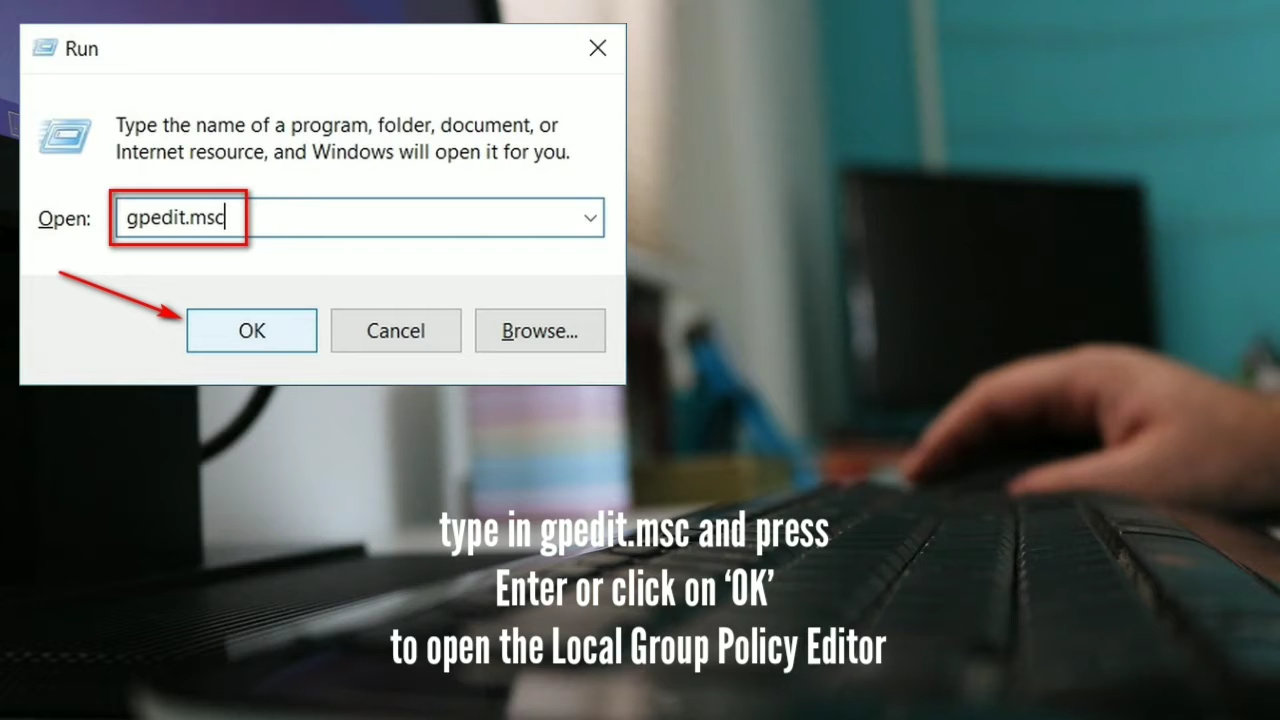 Run
Type the name of a program, folder, document, or
Internet resource, and Windows will open it for you.
Open: gpedit.msc
OK Cancel Browse...
type in gpedit.msc and press
Enter or click on ‘OK’
to open the Local Group Policy Editor